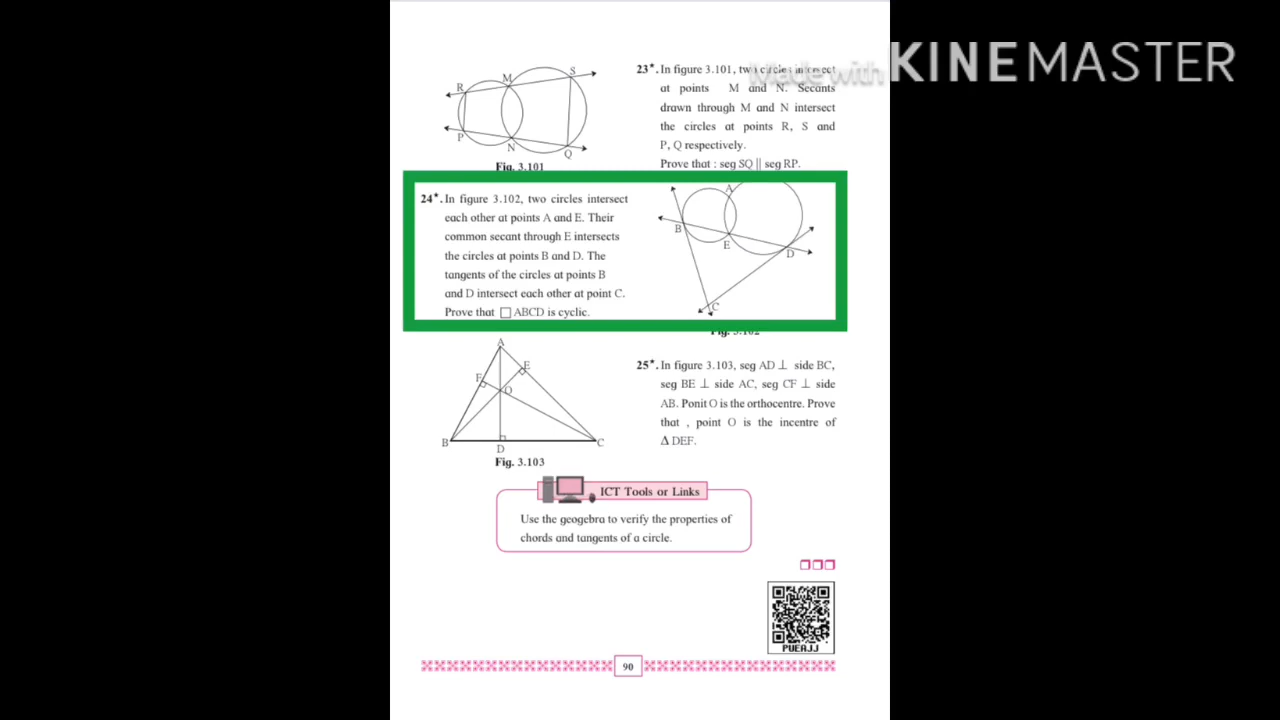 Made with KINEMASTER
23*. In figure 3.101, two circles intersect
at points M and N. Secants
drawn through M and N intersect
the circles at points R, S and
P, Q respectively.
Prove that : seg SQ || seg RP.
R
M
S
P
N
Q
Fig. 3.101
24*. In figure 3.102, two circles intersect
each other at points A and E. Their
common secant through E intersects
the circles at points B and D. The
tangents of the circles at points B
and D intersect each other at point C.
Prove that □ ABCD is cyclic.
A
B
E
D
C
Fig. 3.102
A
F
E
O
B
D
C
Fig. 3.103
25*. In figure 3.103, seg AD ⊥ side BC,
seg BE ⊥ side AC, seg CF ⊥ side
AB. Ponit O is the orthocentre. Prove
that , point O is the incentre of
Δ DEF.
ICT Tools or Links
Use the geogebra to verify the properties of
chords and tangents of a circle.
PUERJJ
90